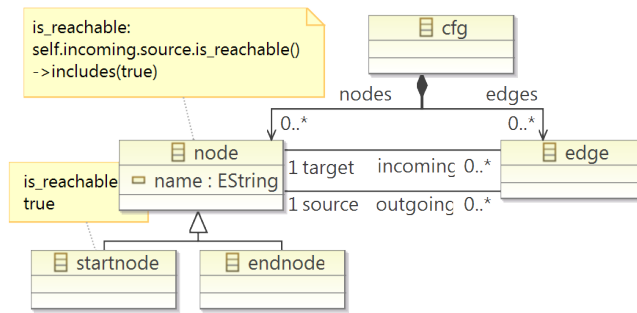 is_reachable:
self.incoming.source.is_reachable()
->includes(true)
cfg
nodes
edges
0..*
0..*
node
name : EString
1 target
incoming 0..*
1 source
outgoing 0..*
edge
is_reachable
true
startnode
endnode